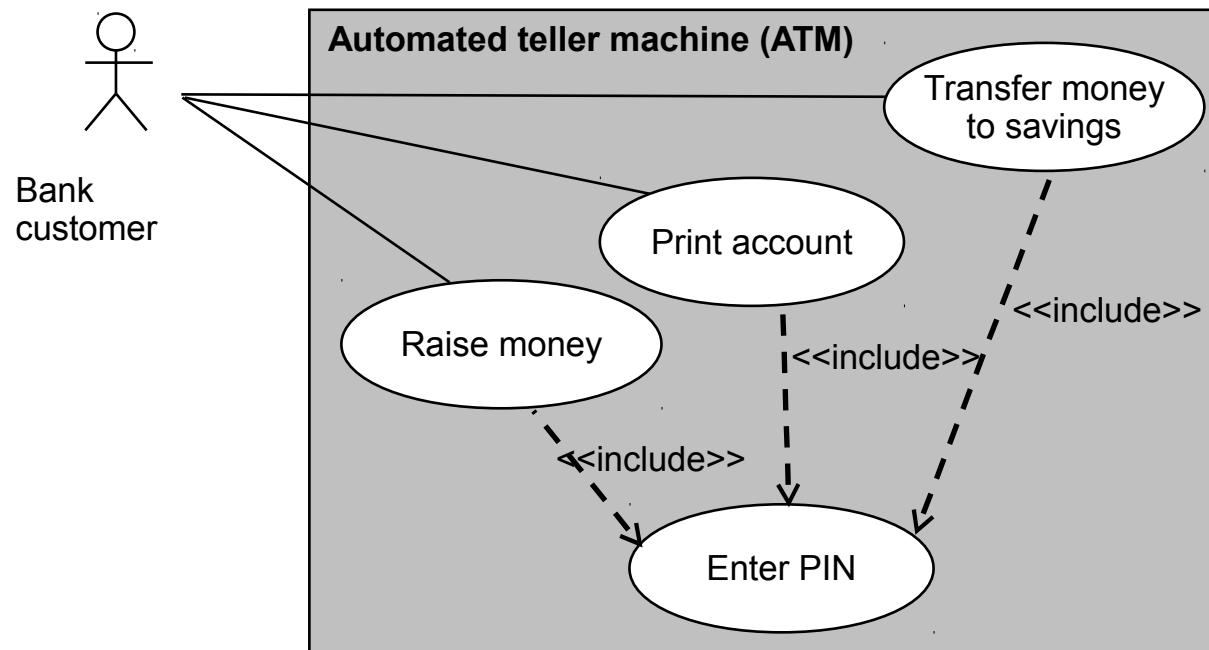 Automated teller machine (ATM)
Transfer money
to savings
Bank
customer
Print account
<<include>>
Raise money
<<include>>
<<include>>
Enter PIN